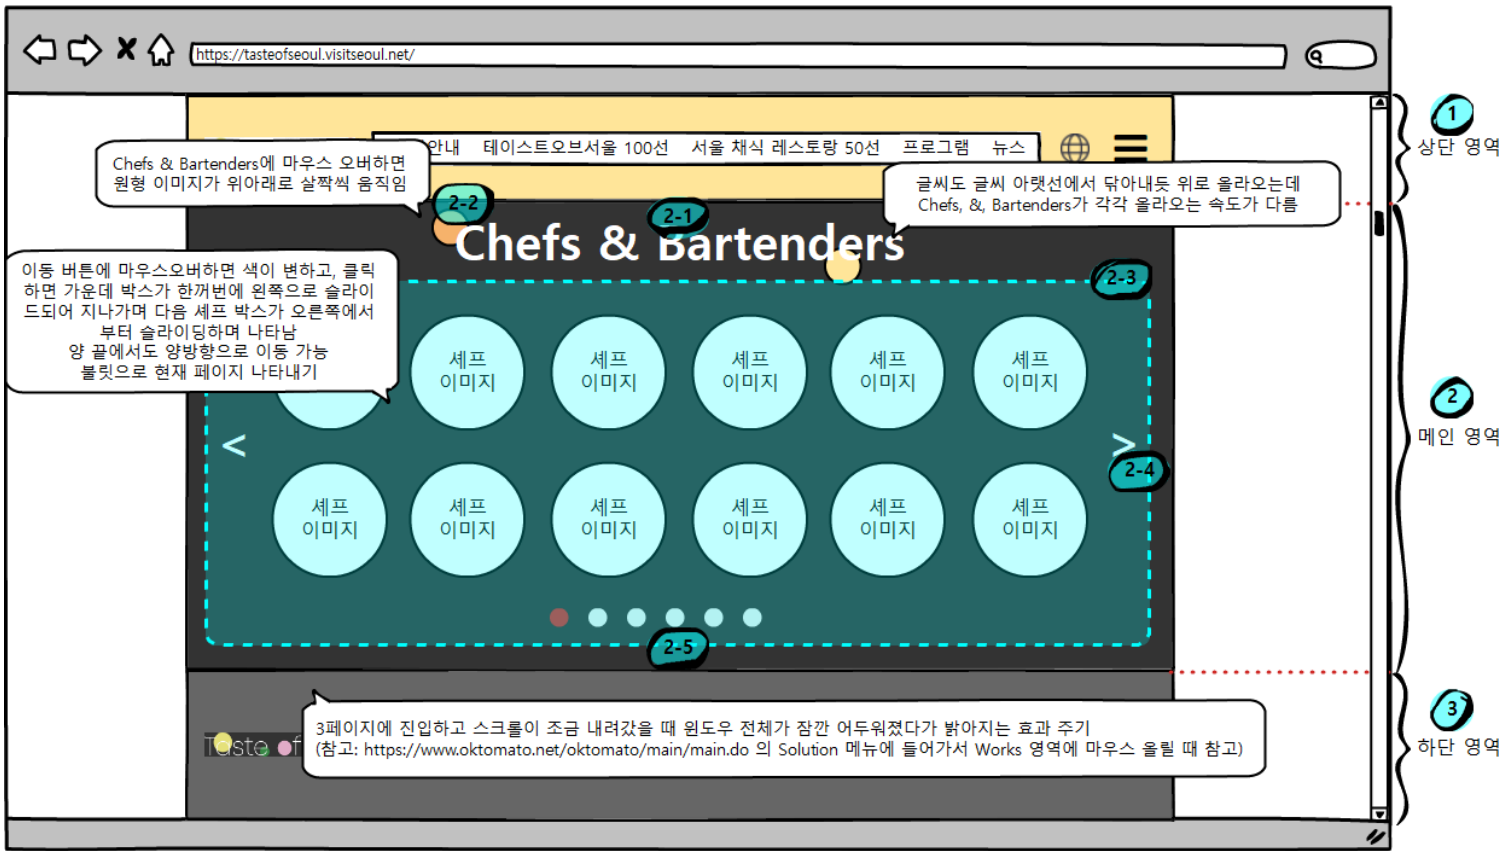 https://tasteofseoul.visitseoul.net/
1
상단 영역
안내 테이스트오브서울 100선 서울 채식 레스토랑 50선 프로그램 뉴스
Chefs & Bartenders에 마우스 오버하면
원형 이미지가 위아래로 살짝씩 움직임
글씨도 글씨 아랫선에서 닦아내듯 위로 올라오는데
Chefs, &, Bartenders가 각각 올라오는 속도가 다름
2-2
2-1
Chefs & Bartenders
2-3
이동 버튼에 마우스오버하면 색이 변하고, 클릭
하면 가운데 박스가 한꺼번에 왼쪽으로 슬라이
드되어 지나가며 다음 셰프 박스가 오른쪽에서
부터 슬라이딩하며 나타남
양 끝에서도 양방향으로 이동 가능
불릿으로 현재 페이지 나타내기
셰프 셰프 셰프 셰프 셰프
이미지 이미지 이미지 이미지 이미지
2
메인 영역
< >
2-4
셰프 셰프 셰프 셰프 셰프 셰프
이미지 이미지 이미지 이미지 이미지 이미지
2-5
3
하단 영역
3페이지에 진입하고 스크롤이 조금 내려갔을 때 윈도우 전체가 잠깐 어두워졌다가 밝아지는 효과 주기
(참고: https://www.oktomato.net/oktomato/main/main.do 의 Solution 메뉴에 들어가서 Works 영역에 마우스 올릴 때 참고)
Taste of